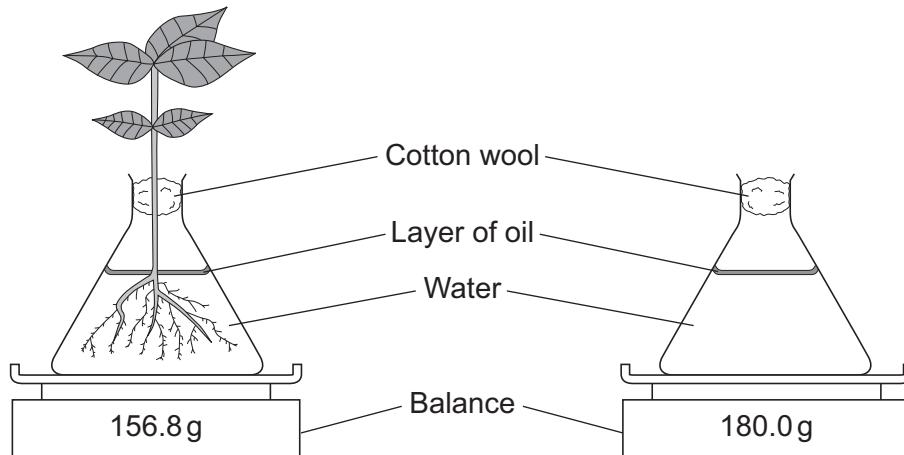 Cotton wool
Layer of oil
Water
Balance
156.8 g
180.0 g